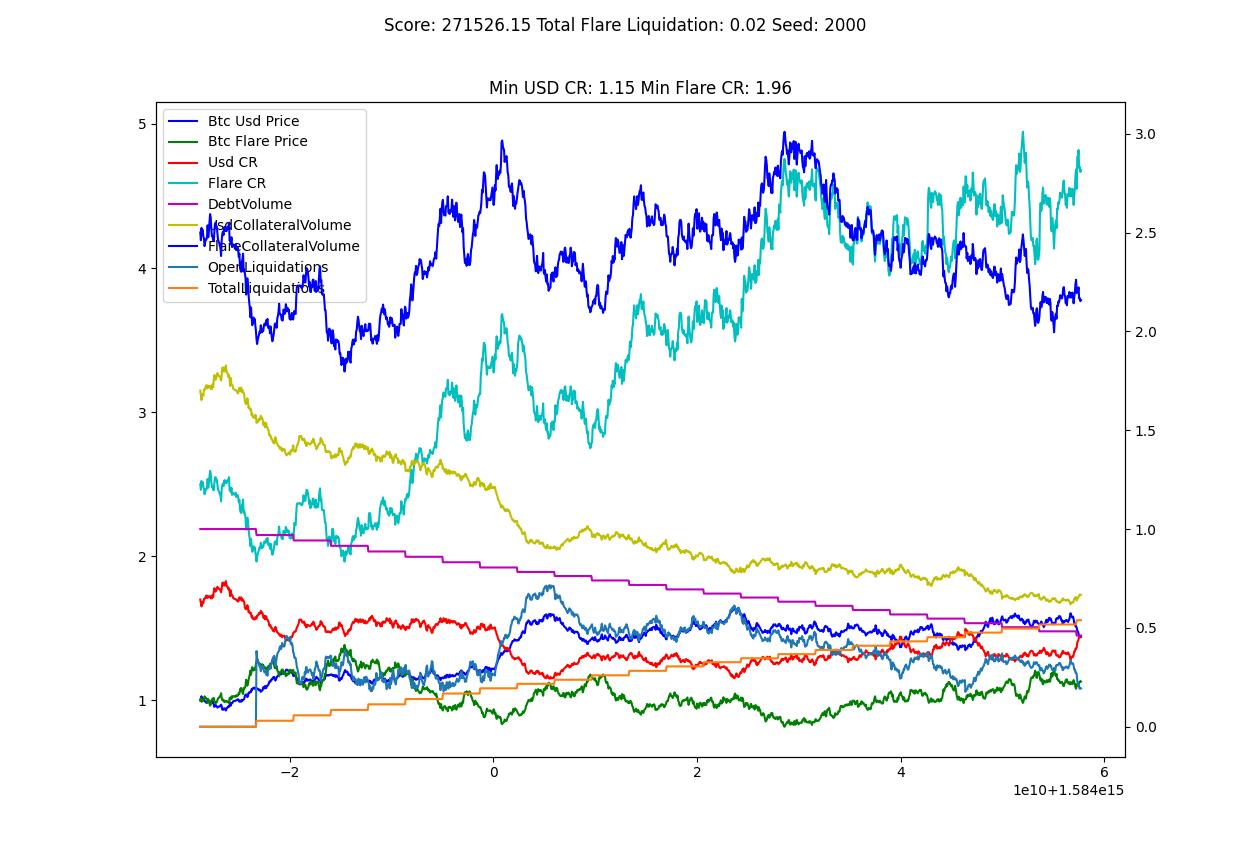 Score: 271526.15 Total Flare Liquidation: 0.02 Seed: 2000
Min USD CR: 1.15 Min Flare CR: 1.96
Btc Usd Price
Btc Flare Price
Usd CR
Flare CR
DebtVolume
UsdCollateralVolume
FlareCollateralVolume
OpenLiquidations
TotalLiquidations
5
4
3
2
1
3.0
2.5
2.0
1.5
1.0
0.5
0.0
−2
0
2
4
6
1e10+1.584e15